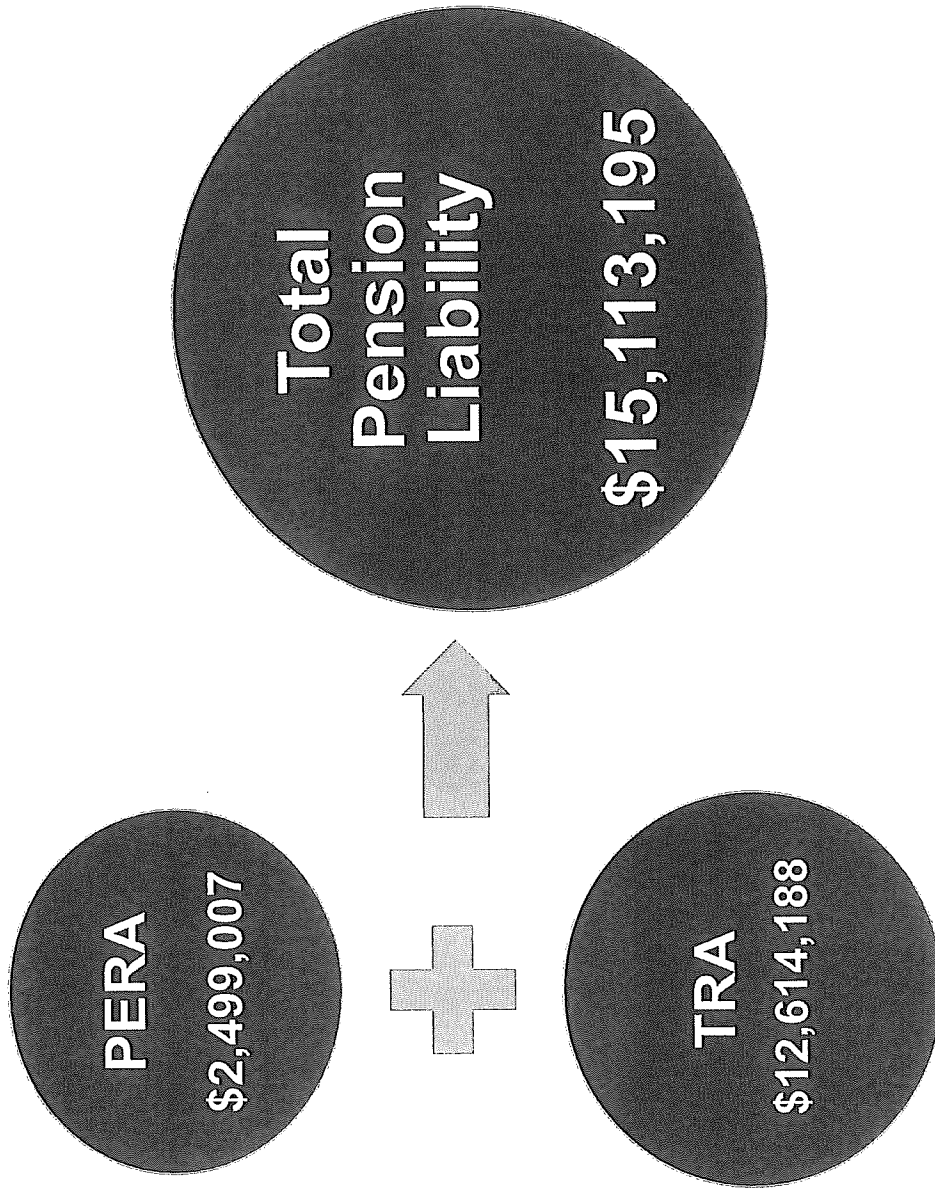 PERA
$2,499,007
TRA
$12,614,188
Total
Pension
Liability
$15,113,195